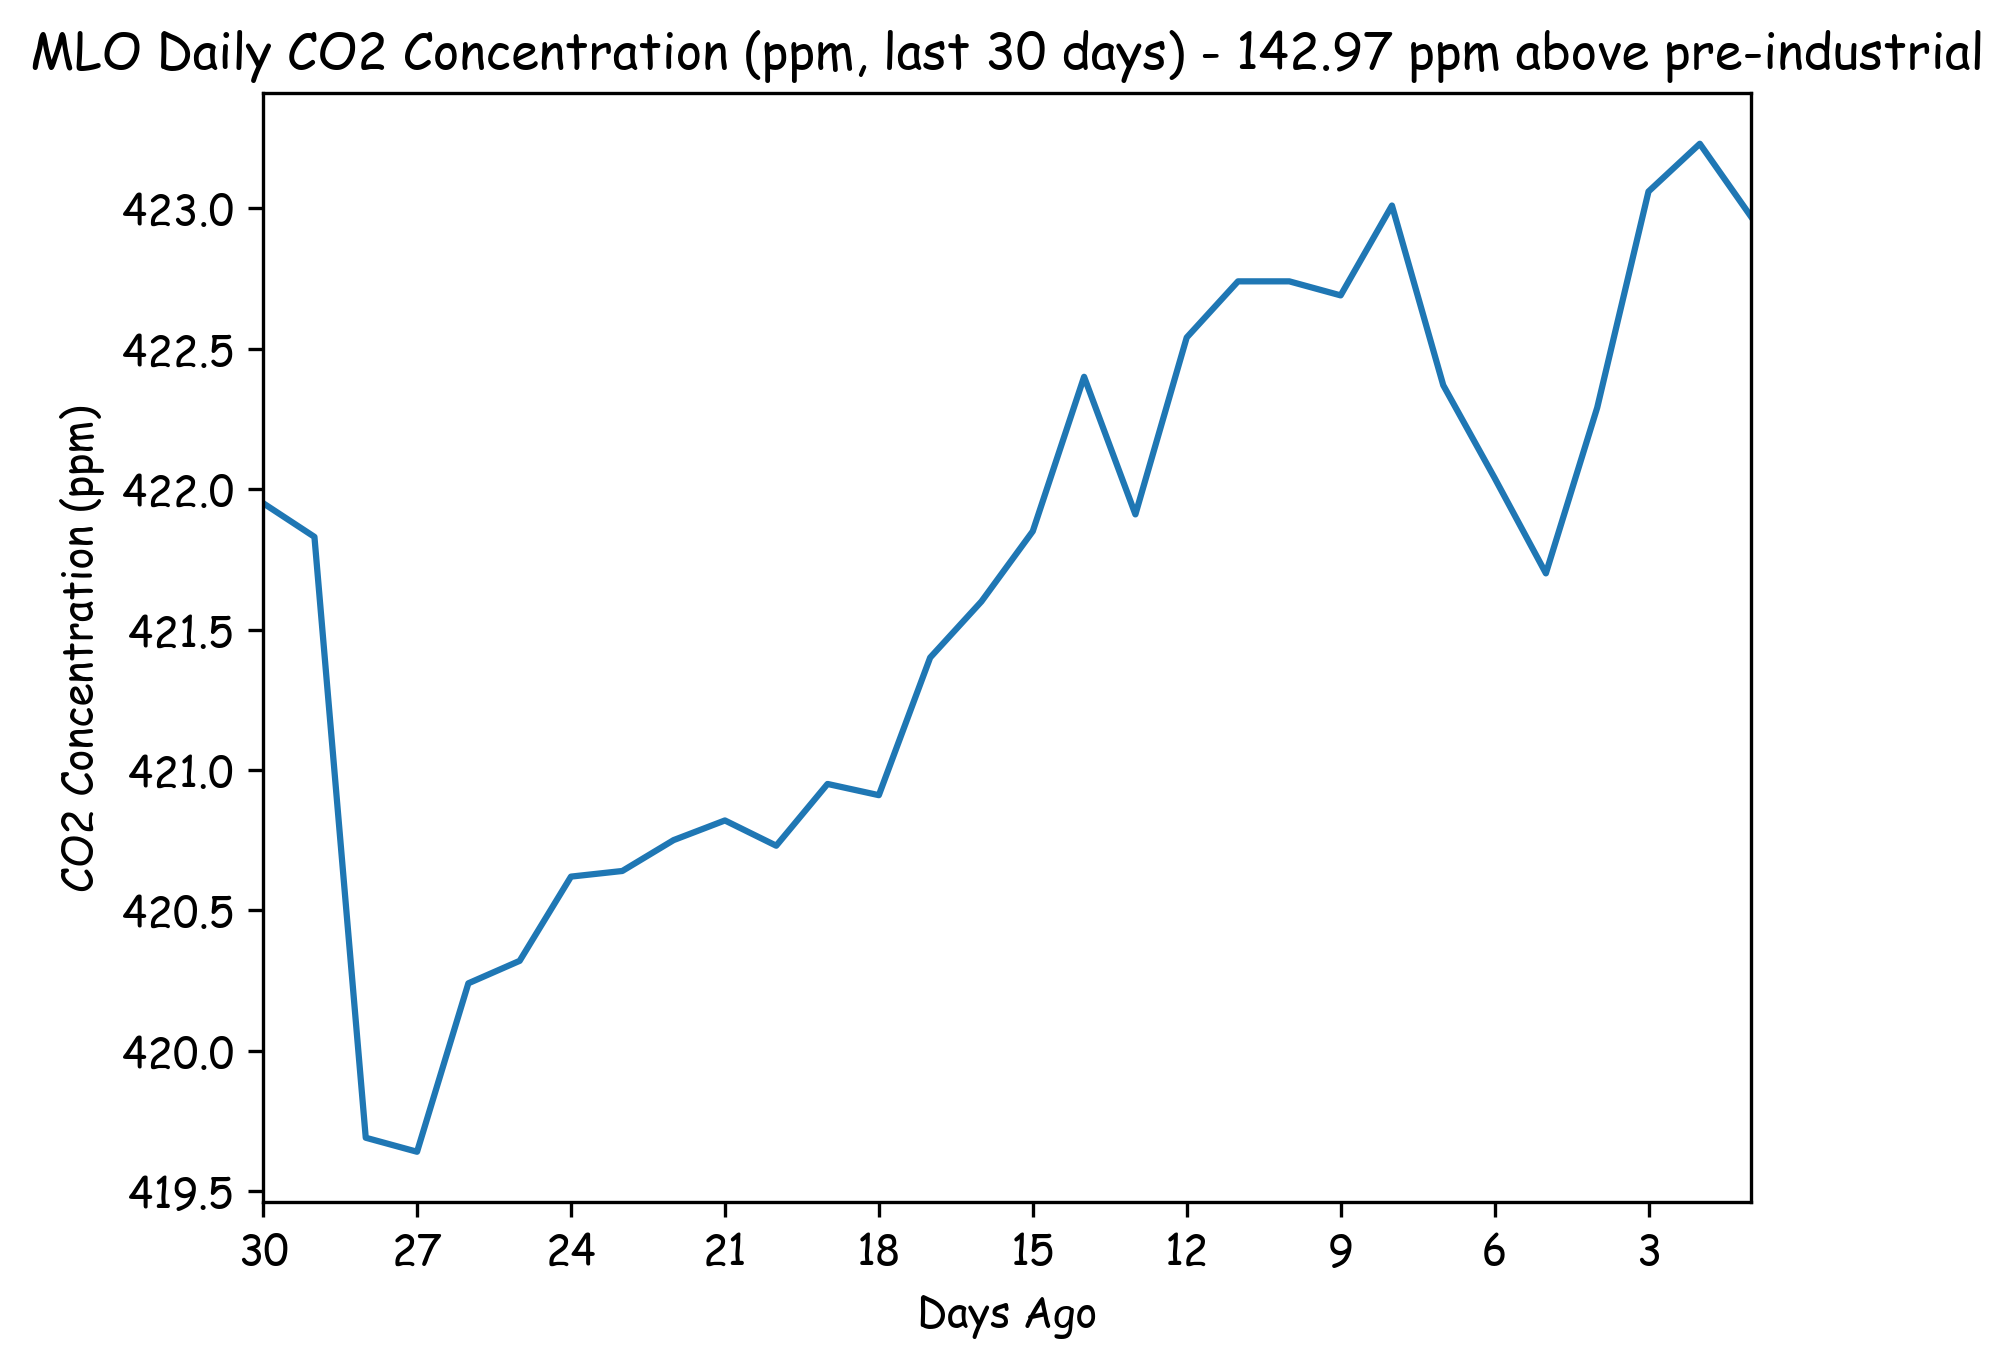 MLO Daily CO2 Concentration (ppm, last 30 days) - 142.97 ppm above pre-industrial
CO2 Concentration (ppm)
423.0
422.5
422.0
421.5
421.0
420.5
420.0
419.5
30 27 24 21 18 15 12 9 6 3
Days Ago